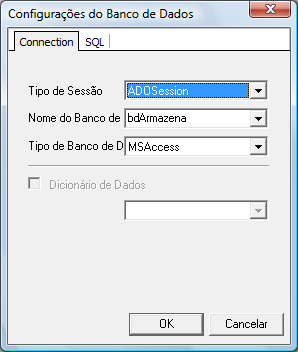 Configurações do Banco de Dados
Connection SQL
Tipo de Sessão ADOSession
Nome do Banco de bdArmazena
Tipo de Banco de D MSAccess
Dicionário de Dados
OK Cancelar